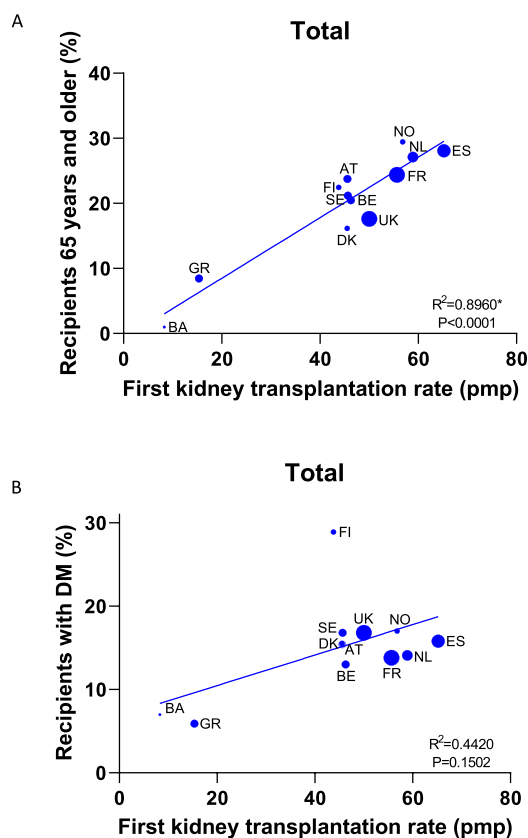 A
Total
Recipients 65 years and older (%)
40
30
20
10
0
NO
NL
ES
AT
FR
FI
SE
BE
UK
DK
GR
BA
R²=0.8960*
P<0.0001
0 20 40 60 80
First kidney transplantation rate (pmp)
B
Total
Recipients with DM (%)
30
20
10
0
FI
SE
UK
NO
DK
AT
ES
BE
FR
NL
BA
GR
R²=0.4420
P=0.1502
0 20 40 60 80
First kidney transplantation rate (pmp)